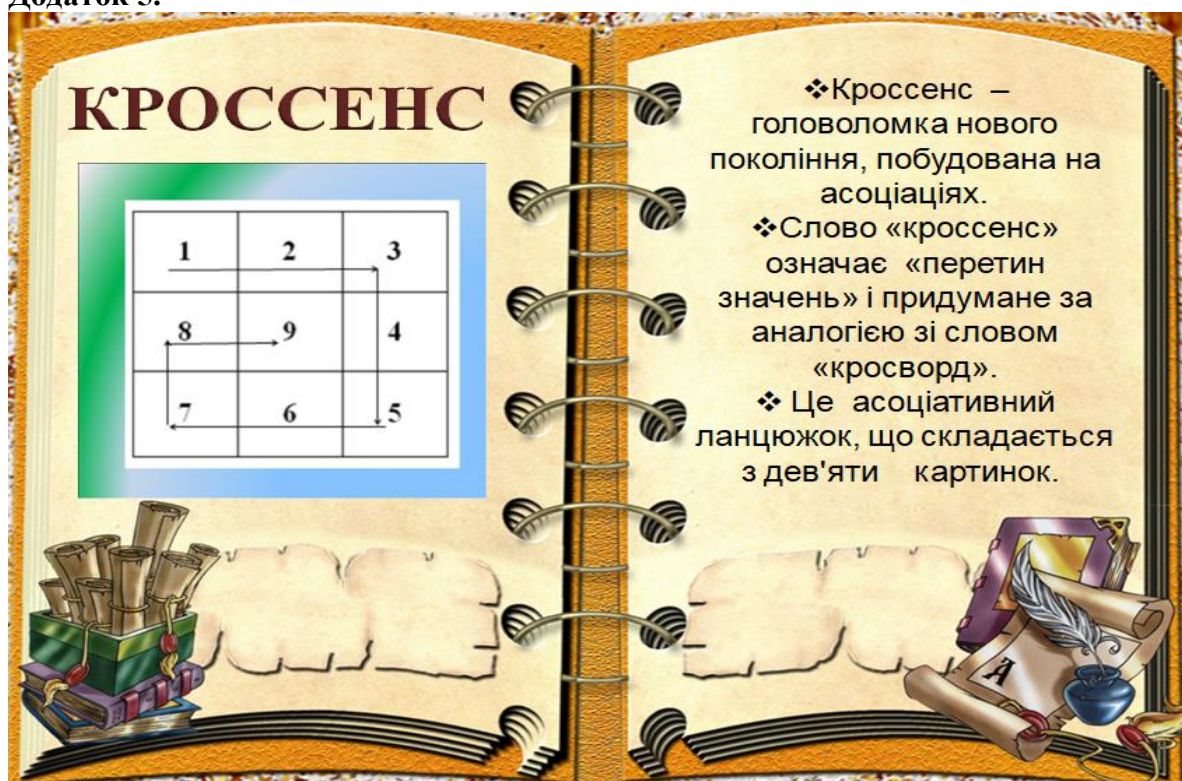 Додаток 5.
КРОССЕНС
1 2 3
8 9 4
7 6 5
❖Кроссенс –
головоломка нового
покоління, побудована на
асоціаціях.
❖Слово «кроссенс»
означає «перетин
значень» і придумане за
аналогією зі словом
«кросворд».
❖ Це асоціативний
ланцюжок, що складається
з дев'яти картинок.
А